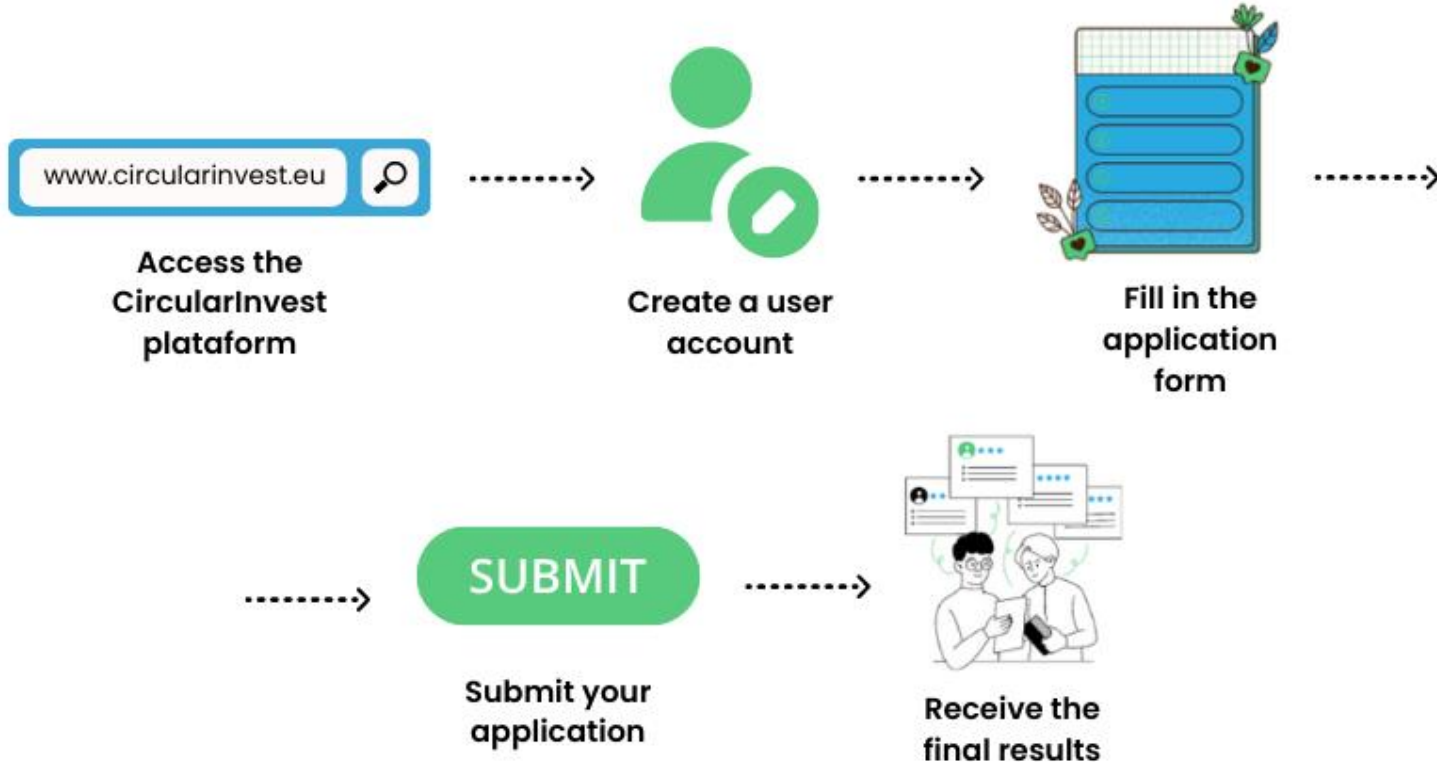 www.circularinvest.eu
Access the
CircularInvest
plataform
Create a user
account
Fill in the
application
form
SUBMIT
Submit your
application
Receive the
final results